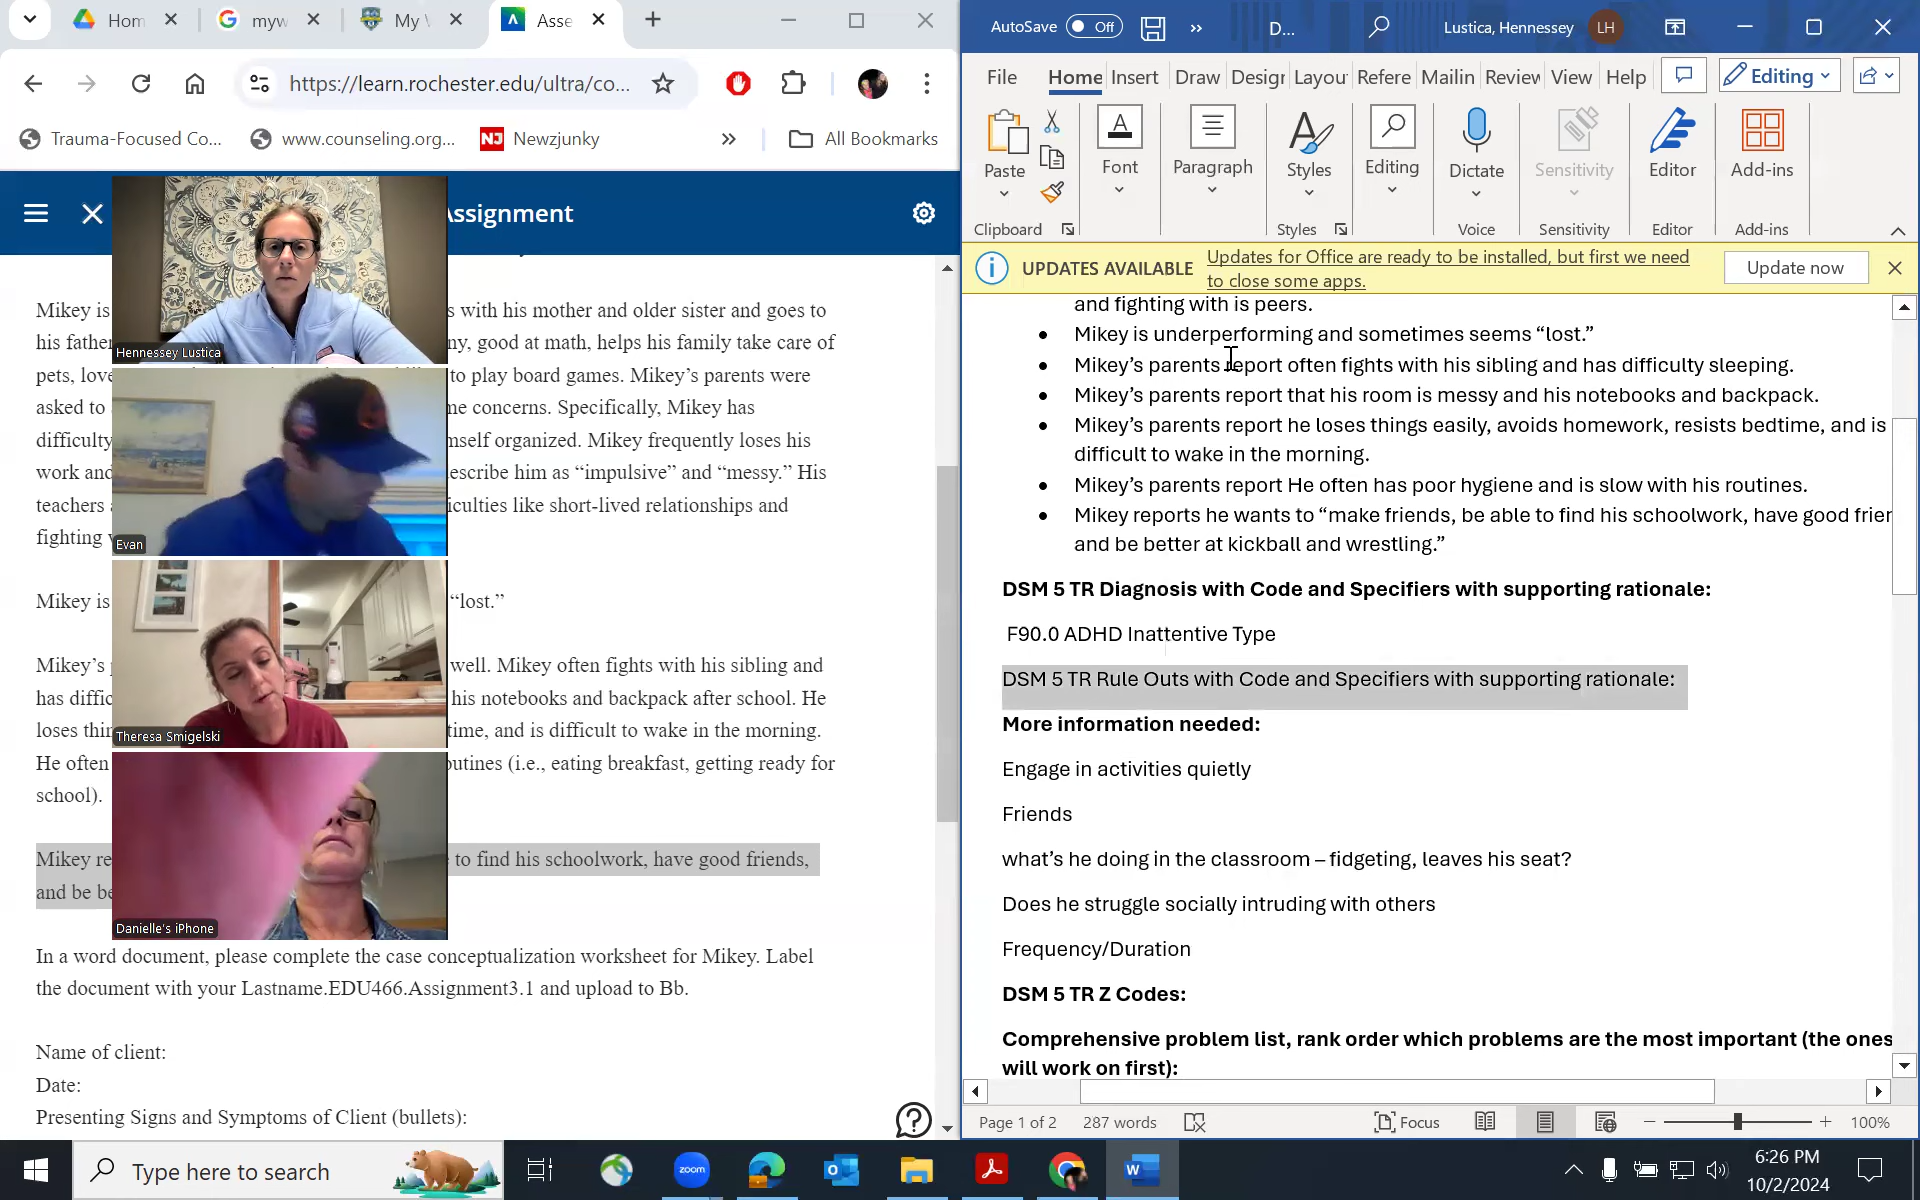 Hom
myw
My
Asse
https://learn.rochester.edu/ultra/co...
Trauma-Focused Co...
www.counseling.org...
NJ
Newzjunky
All Bookmarks
Assignment
Mikey is
s with his mother and older sister and goes to
his father
ny, good at math, helps his family take care of
pets, love
to play board games. Mikey's parents were
asked to
ne concerns. Specifically, Mikey has
difficulty
mself organized. Mikey frequently loses his
work and
escribe him as “impulsive” and “messy.” His
teachers
iculties like short-lived relationships and
fighting
Mikey is
“lost.”
Mikey's
well. Mikey often fights with his sibling and
has diffic
his notebooks and backpack after school. He
loses thin
time, and is difficult to wake in the morning.
He often
outines (i.e., eating breakfast, getting ready for
school).
Mikey re
to find his schoolwork, have good friends,
and be be
In a word document, please complete the case conceptualization worksheet for Mikey. Label
the document with your Lastname.EDU466.Assignment3.1 and upload to Bb.
Name of client:
Date:
Presenting Signs and Symptoms of Client (bullets):
Hennessey Lustica
Evan
Theresa Smigelski
Danielle's iPhone
AutoSave Off
D...
Lustica, Hennessey
LH
File Home Insert Draw Design Layou Refere Mailin Review View Help
Editing
Paste
Font
Paragraph
Styles
Editing
Dictate
Sensitivity
Editor
Add-ins
Clipboard
Styles
Voice
Sensitivity
Editor
Add-ins
UPDATES AVAILABLE
Updates for Office are ready to be installed, but first we need
to close some apps.
Update now
and fighting with is peers.
• Mikey is underperforming and sometimes seems “lost.”
• Mikey's parents report often fights with his sibling and has difficulty sleeping.
• Mikey's parents report that his room is messy and his notebooks and backpack.
• Mikey's parents report he loses things easily, avoids homework, resists bedtime, and is
difficult to wake in the morning.
• Mikey's parents report He often has poor hygiene and is slow with his routines.
• Mikey reports he wants to “make friends, be able to find his schoolwork, have good frier
and be better at kickball and wrestling.”
DSM 5 TR Diagnosis with Code and Specifiers with supporting rationale:
F90.0 ADHD Inattentive Type
DSM 5 TR Rule Outs with Code and Specifiers with supporting rationale:
More information needed:
Engage in activities quietly
Friends
what's he doing in the classroom – fidgeting, leaves his seat?
Does he struggle socially intruding with others
Frequency/Duration
DSM 5 TR Z Codes:
Comprehensive problem list, rank order which problems are the most important (the ones
will work on first):
Page 1 of 2
287 words
Focus
100%
Type here to search
zoom
6:26 PM
10/2/2024